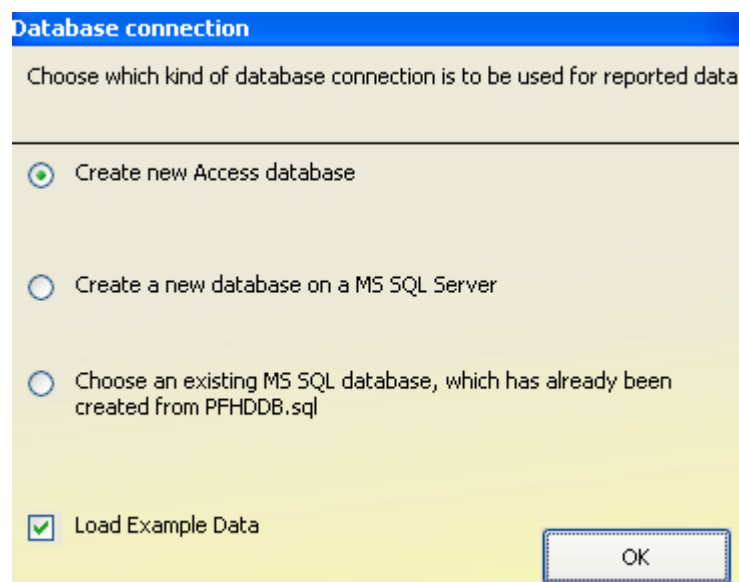 Database connection
Choose which kind of database connection is to be used for reported data
Create new Access database
Create a new database on a MS SQL Server
Choose an existing MS SQL database, which has already been
created from PFHDDB.sql
Load Example Data
OK